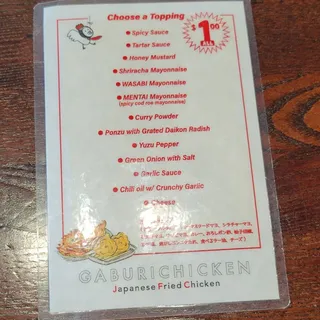 Choose a Topping
$1.00
ALL
Spicy Sauce
Tartar Sauce
Honey Mustard
Shriracha Mayonnaise
WASABI Mayonnaise
MENTAI Mayonnaise
(spicy cod roe mayonnaise)
Curry Powder
Ponzu with Grated Daikon Radish
Yuzu Pepper
Green Onion with Salt
Garlic Sauce
Chili oil w/ Crunchy Garlic
Cheese
GABURICHICKEN
Japanese Fried Chicken